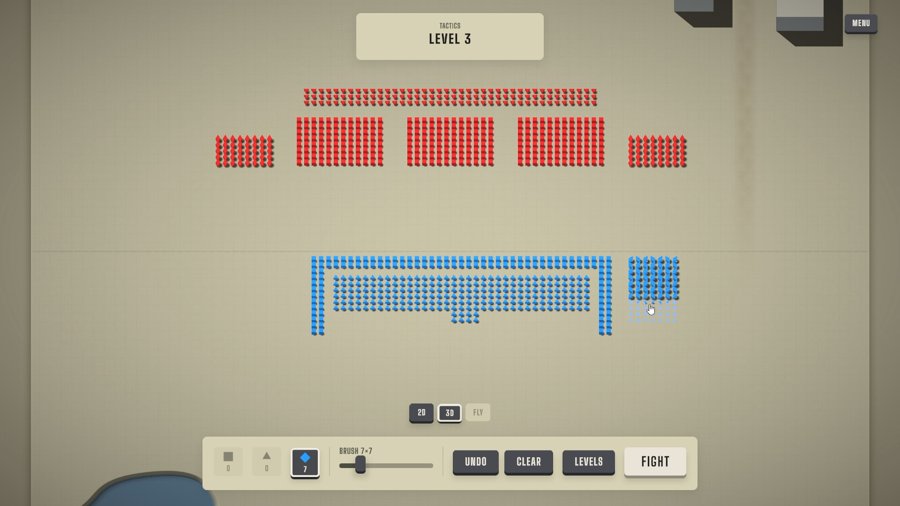 TACTICS
LEVEL 3
MENU
2D
3D
FLY
0
0
7
BRUSH 7×7
UNDO
CLEAR
LEVELS
FIGHT